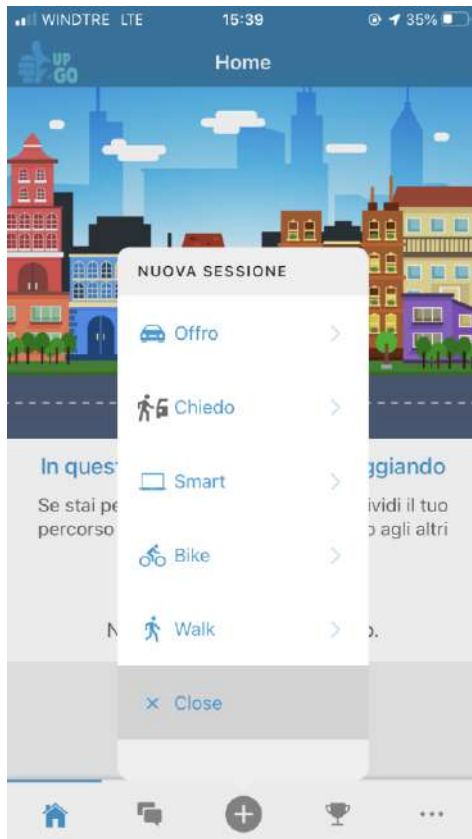 WINDTRE LTE 15:39 35%
UP
GO
Home
NUOVA SESSIONE
Offro
Chiedo
Smart
Bike
Walk
Close
In ques ggiando
Se stai pe ividi il tuo
percorso o agli altri
N o.